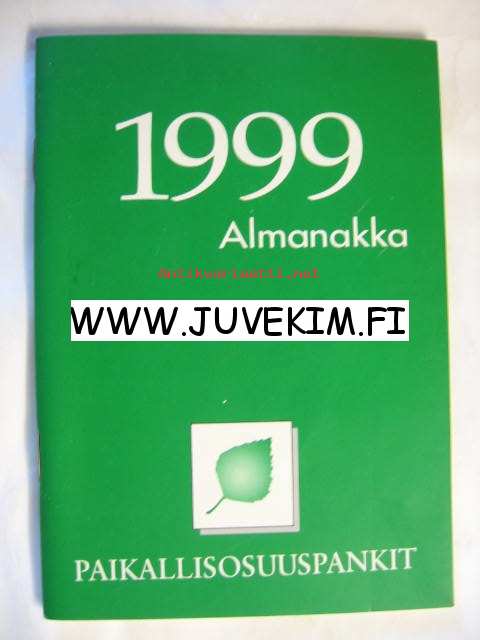 1999
Almanakka
Antikvariaatti.net
WWW.JUVEKIM.FI
PAIKALLISOSUUSPANKIT